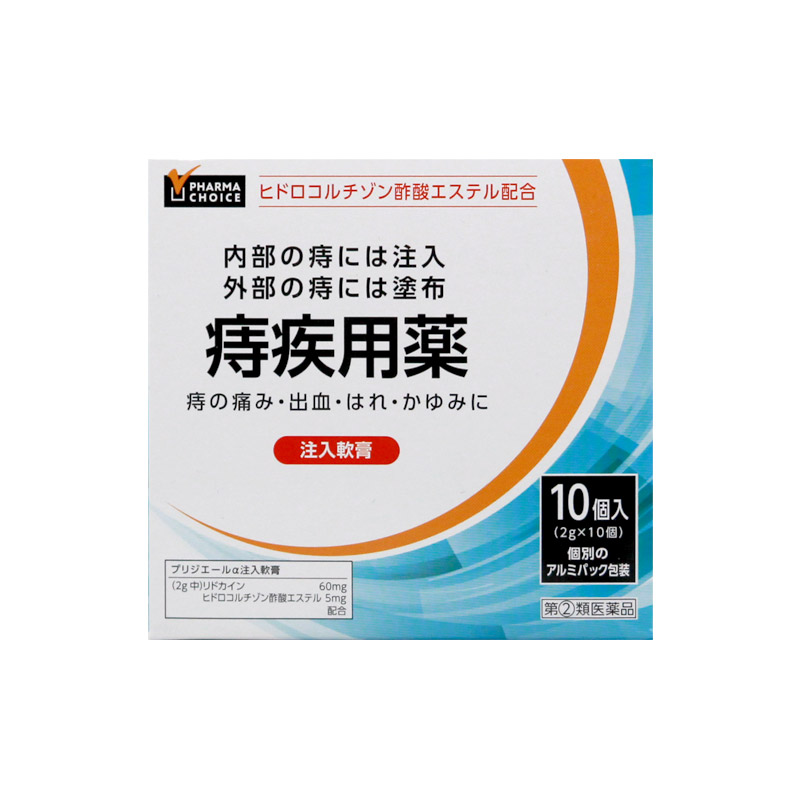 PHARMA
CHOICE
ヒドロコルチゾン酢酸エステル配合
内部の痔には注入
外部の痔には塗布
痔疾用薬
痔の痛み・出血・はれ・かゆみに
注入軟膏
10個入
(2g×10個)
個別の
アルミパック包装
プリジエールα注入軟膏
(2g中)リドカイン 60mg
ヒドロコルチゾン酢酸エステル 5mg
配合
指②類医薬品